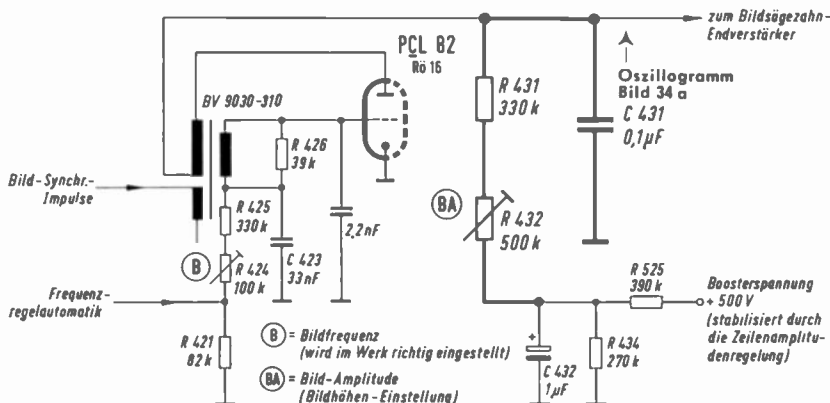 zum Bildsägezahn-
Endverstärker
PCL 82
Rö 16
Oszillogramm
Bild 34a
R 431
330 k
C 431
0,1µF
BV 9030-310
R 426
39 k
Bild-Synchr.-
Impulse
R 425
330 k
BA
R 432
500 k
2,2nF
C 423
33nF
B
R 424
100 k
R 525
390 k
Boosterspannung
+ 500 V
(stabilisiert durch
die Zeilenamplitu-
denregelung)
Frequenz-
regelautomatik
R 421
82 k
B = Bildfrequenz
(wird im Werk richtig eingestellt)
BA = Bild-Amplitude
(Bildhöhen-Einstellung)
+
C 432
1µF
R 434
270 k